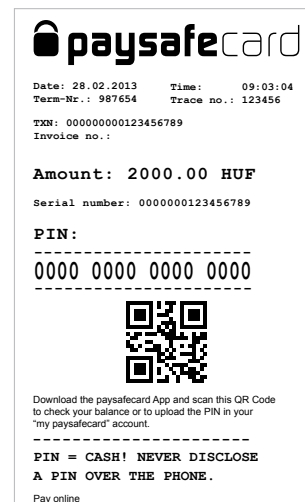 paysafecard
Date: 28.02.2013 Time: 09:03:04
Term-Nr.: 987654 Trace no.: 123456
TXN: 000000000123456789
Invoice no.:
Amount: 2000.00 HUF
Serial number: 0000000123456789
PIN:
----------------------
0000 0000 0000 0000
----------------------
Download the paysafecard App and scan this QR Code
to check your balance or to upload the PIN in your
“my paysafecard” account.
----------------------
PIN = CASH! NEVER DISCLOSE
A PIN OVER THE PHONE.
Pay online